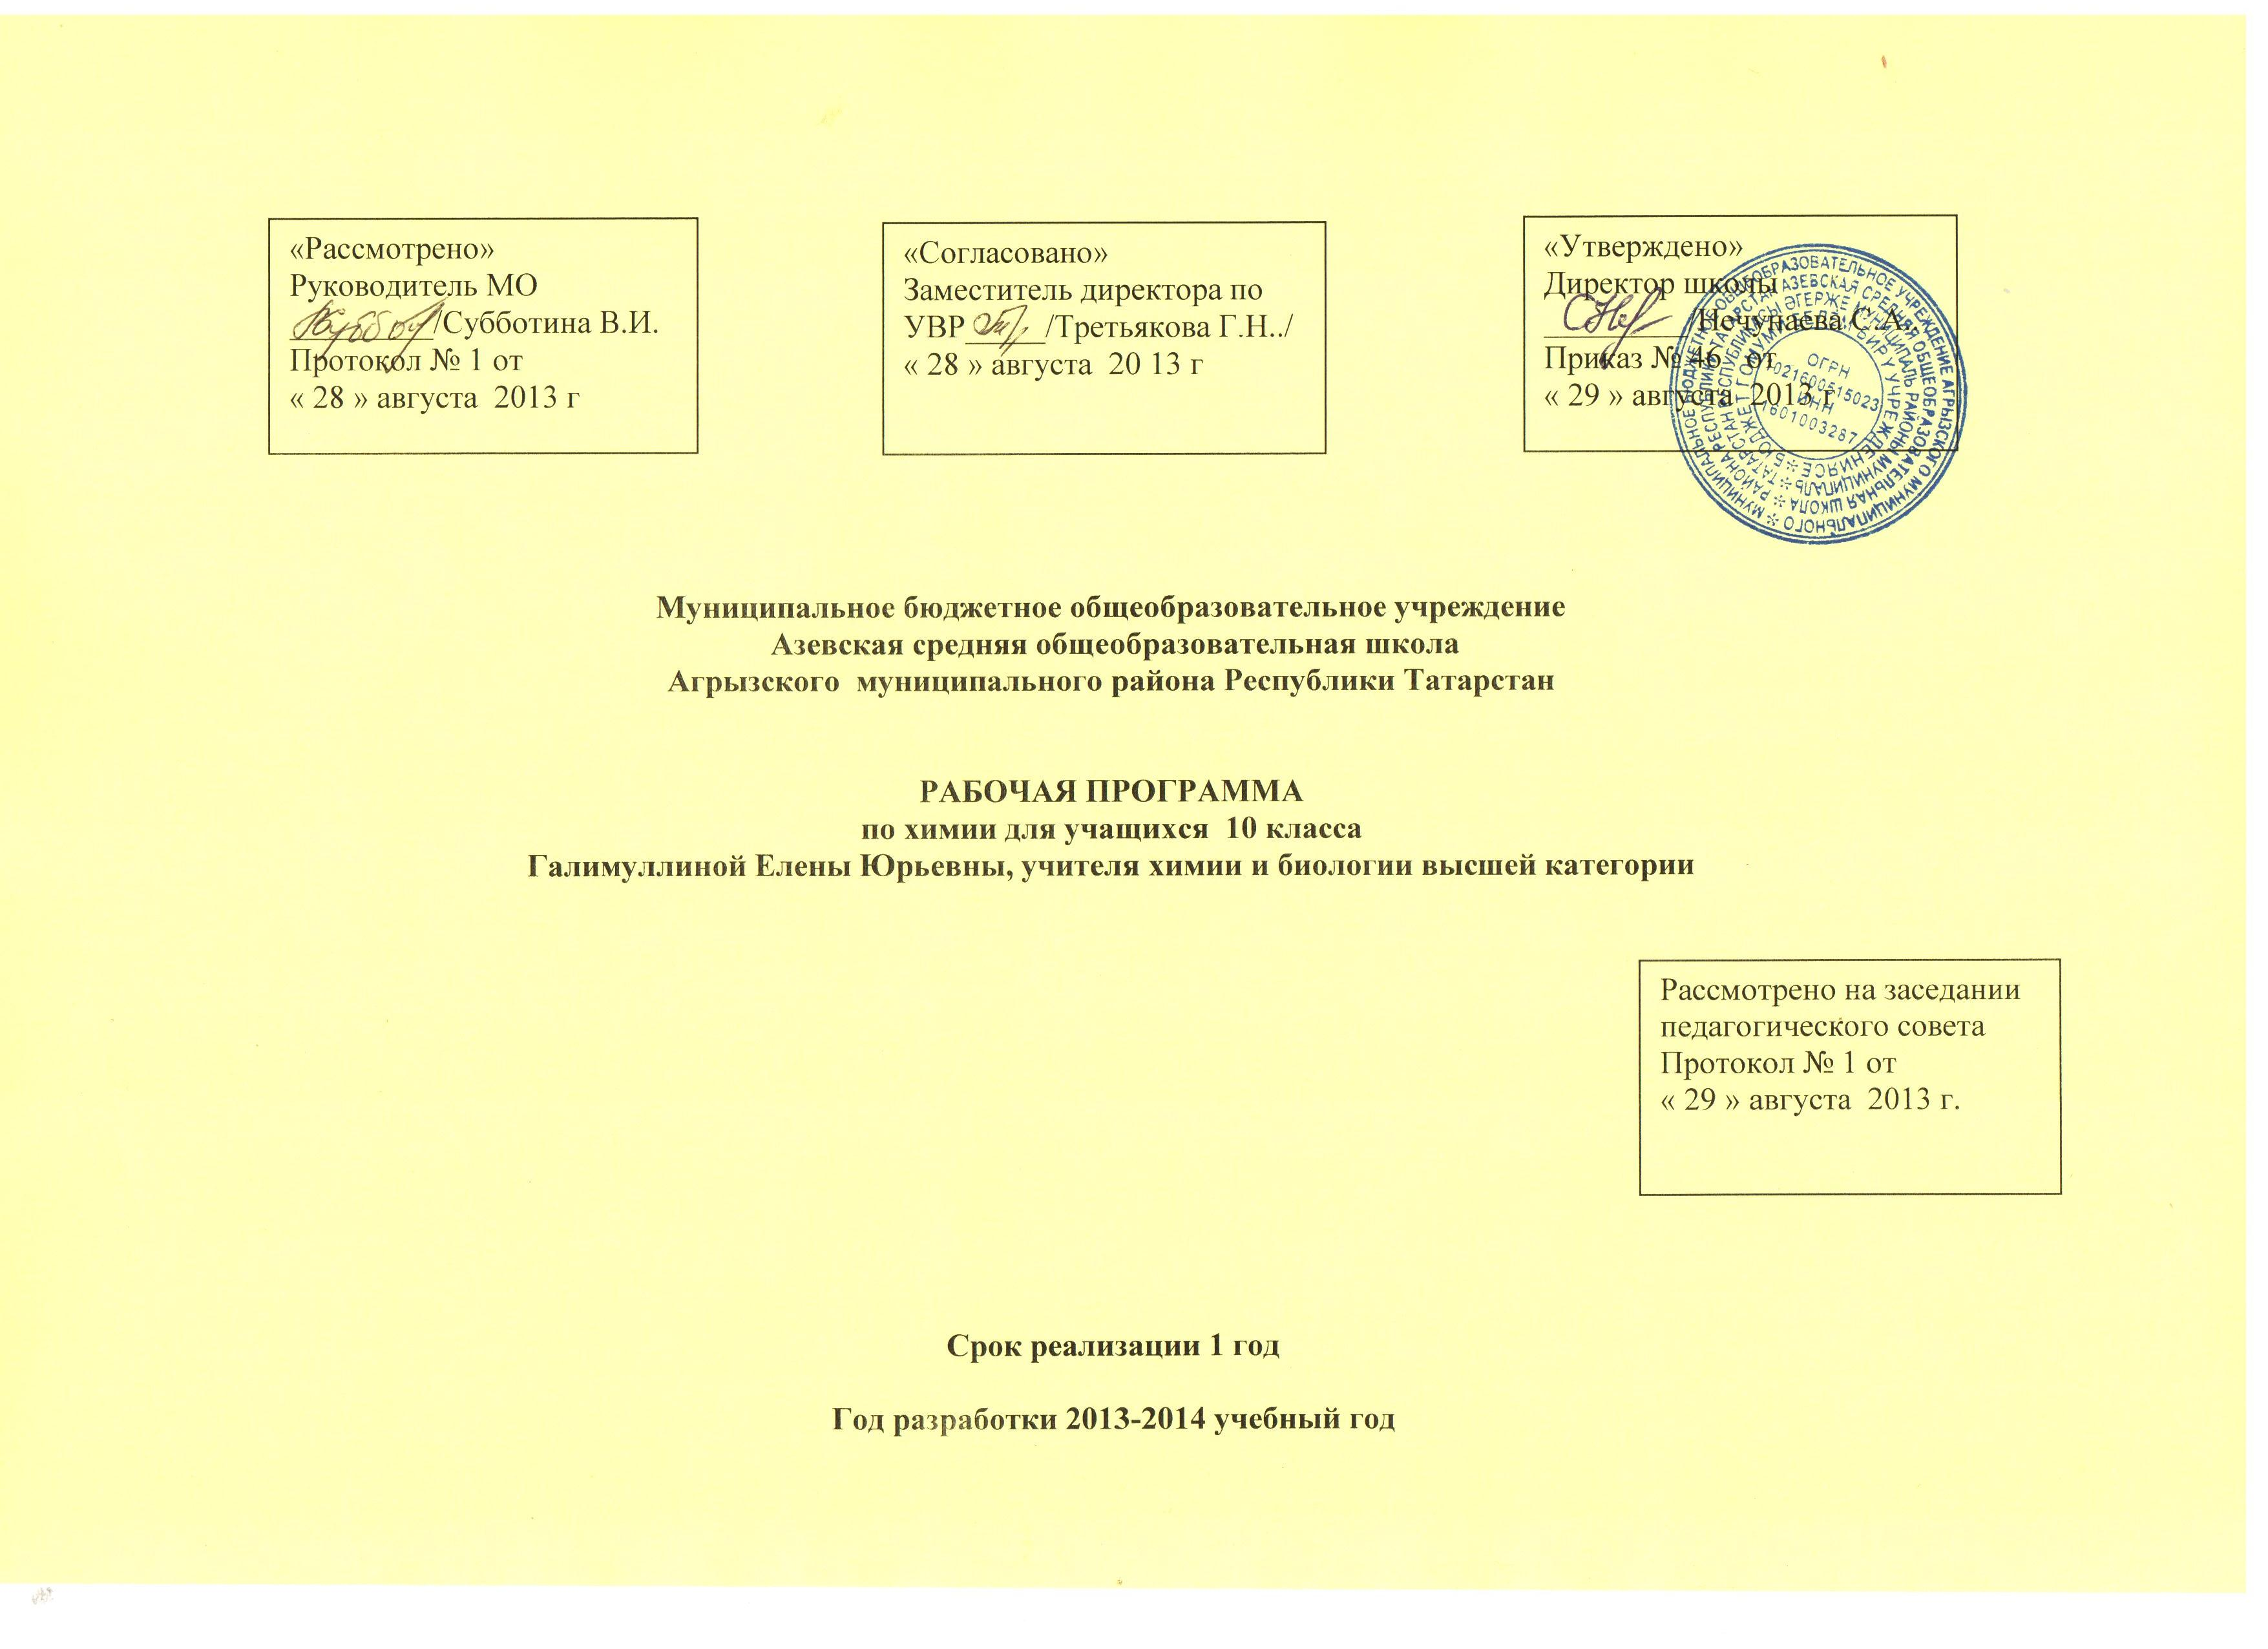 «Рассмотрено»
Руководитель МО
/Субботина В.И.
Протокол № 1 от
« 28 » августа 2013 г
«Согласовано»
Заместитель директора по
УВР /Третьякова Г.Н../
« 28 » августа 20 13 г
«Утверждено»
Директор школы
С.А.
Приказ № 46 от
« 29 » августа 2013 г
ОГРН
1021600515023
ИНН
1601003287
Муниципальное бюджетное общеобразовательное учреждение
Азевская средняя общеобразовательная школа
Агрызского муниципального района Республики Татарстан
РАБОЧАЯ ПРОГРАММА
по химии для учащихся 10 класса
Галимуллиной Елены Юрьевны, учителя химии и биологии высшей категории
Рассмотрено на заседании
педагогического совета
Протокол № 1 от
« 29 » августа 2013 г.
Срок реализации 1 год
Год разработки 2013-2014 учебный год